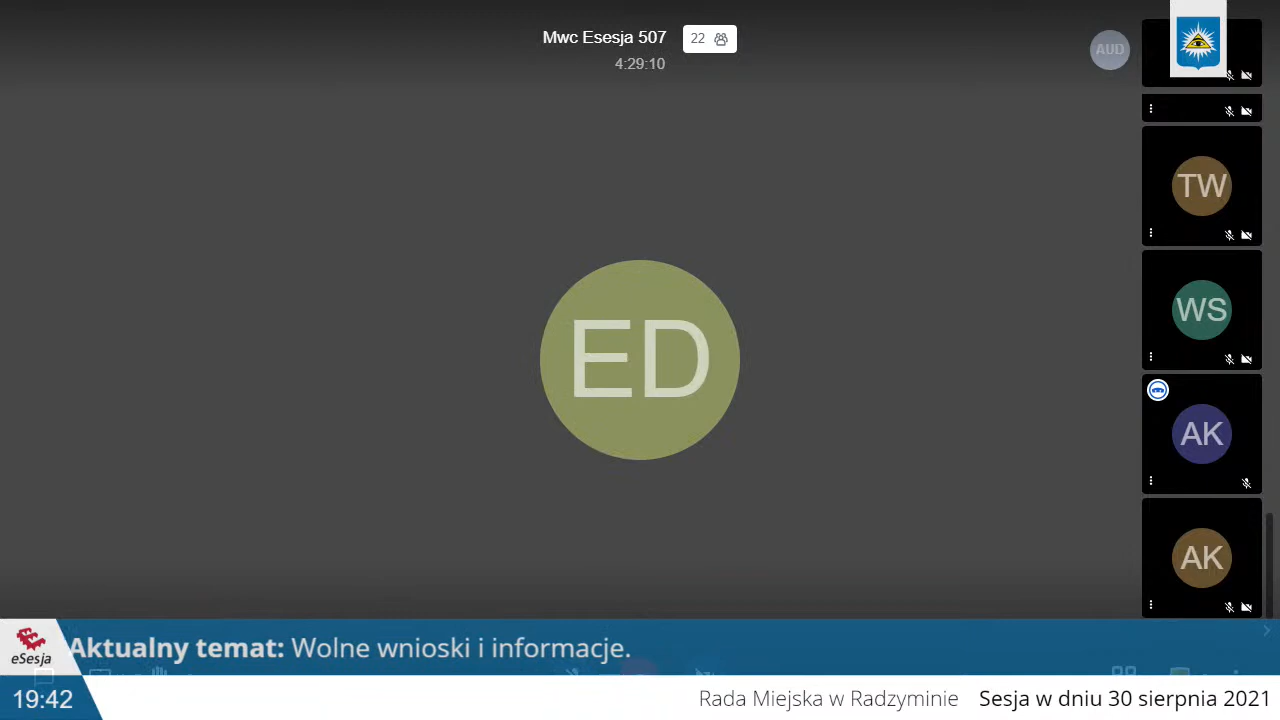 Mwc Esesja 507
22
4:29:10
AUD
TW
WS
ED
AK
AK
Aktualny temat: Wolne wnioski i informacje.
eSesja
19:42
Rada Miejska w Radzyminie
Sesja w dniu 30 sierpnia 2021